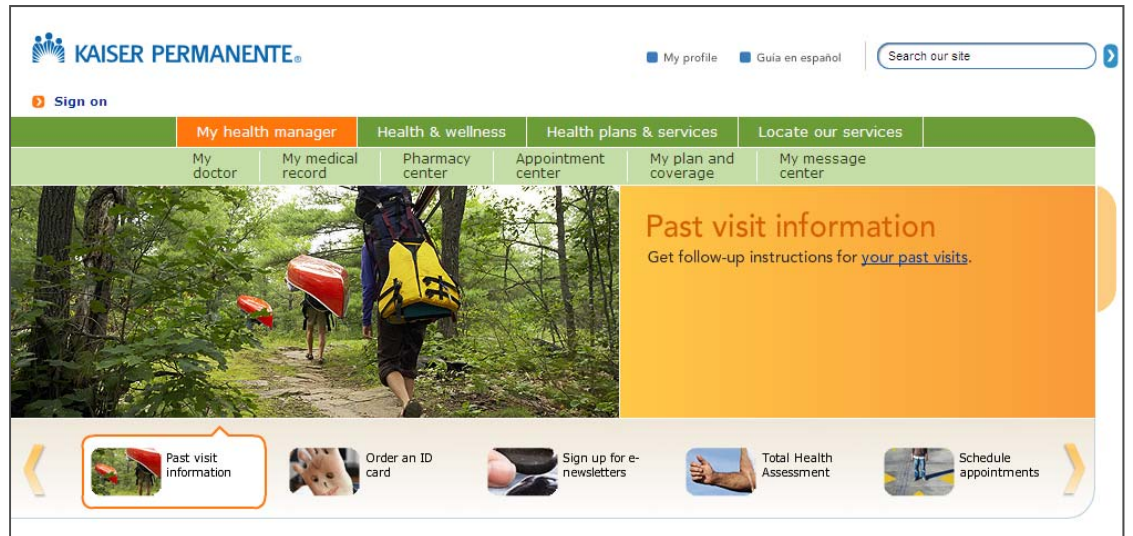 KAISER PERMANENTE®
My profile
Guía en español
Search our site
Sign on
My health manager
Health & wellness
Health plans & services
Locate our services
My
doctor
My medical
record
Pharmacy
center
Appointment
center
My plan and
coverage
My message
center
Past visit information
Get follow-up instructions for your past visits.
Past visit
information
Order an ID
card
Sign up for e-
newsletters
Total Health
Assessment
Schedule
appointments